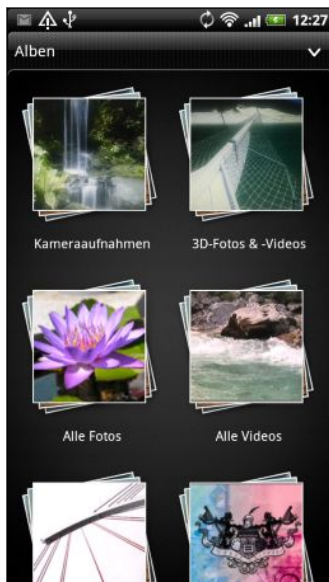 12:27
Alben
Kameraaufnahmen
3D-Fotos & -Videos
Alle Fotos
Alle Videos